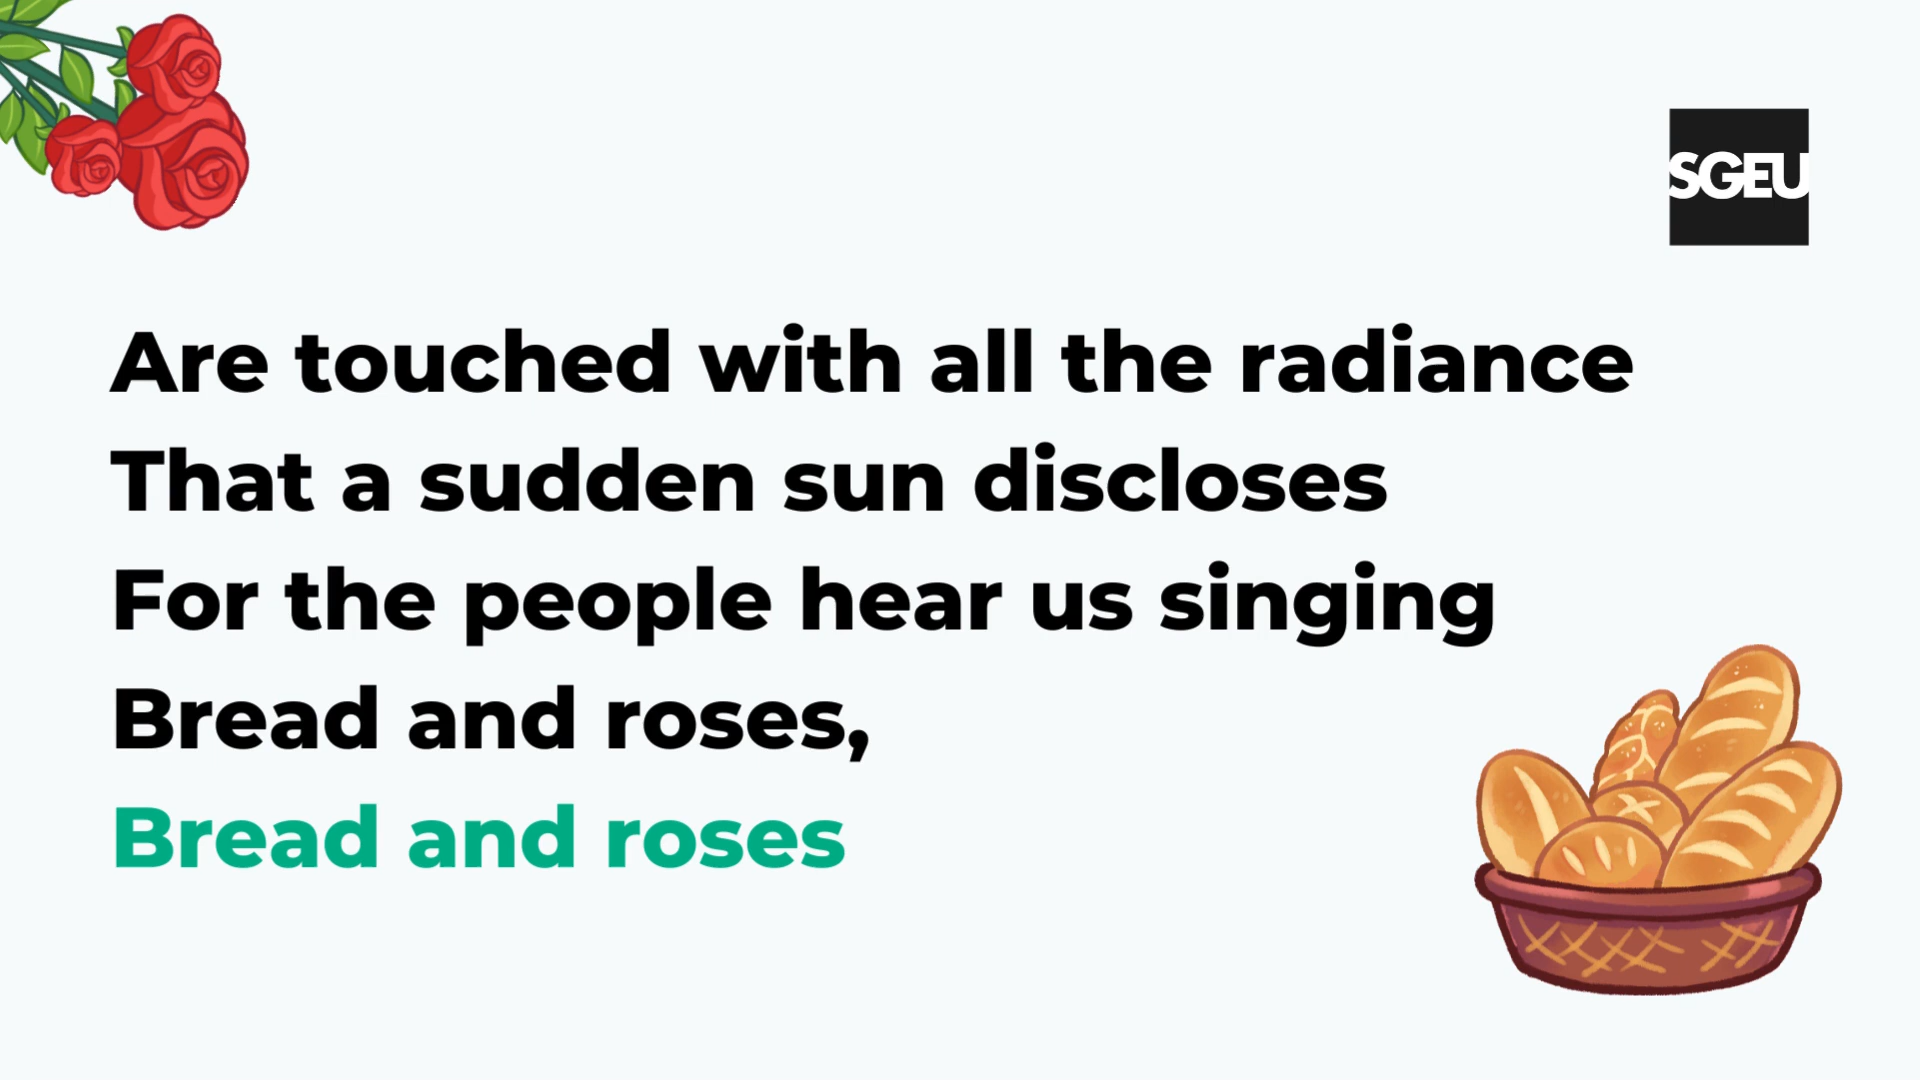 SGEU
Are touched with all the radiance
That a sudden sun discloses
For the people hear us singing
Bread and roses,
Bread and roses